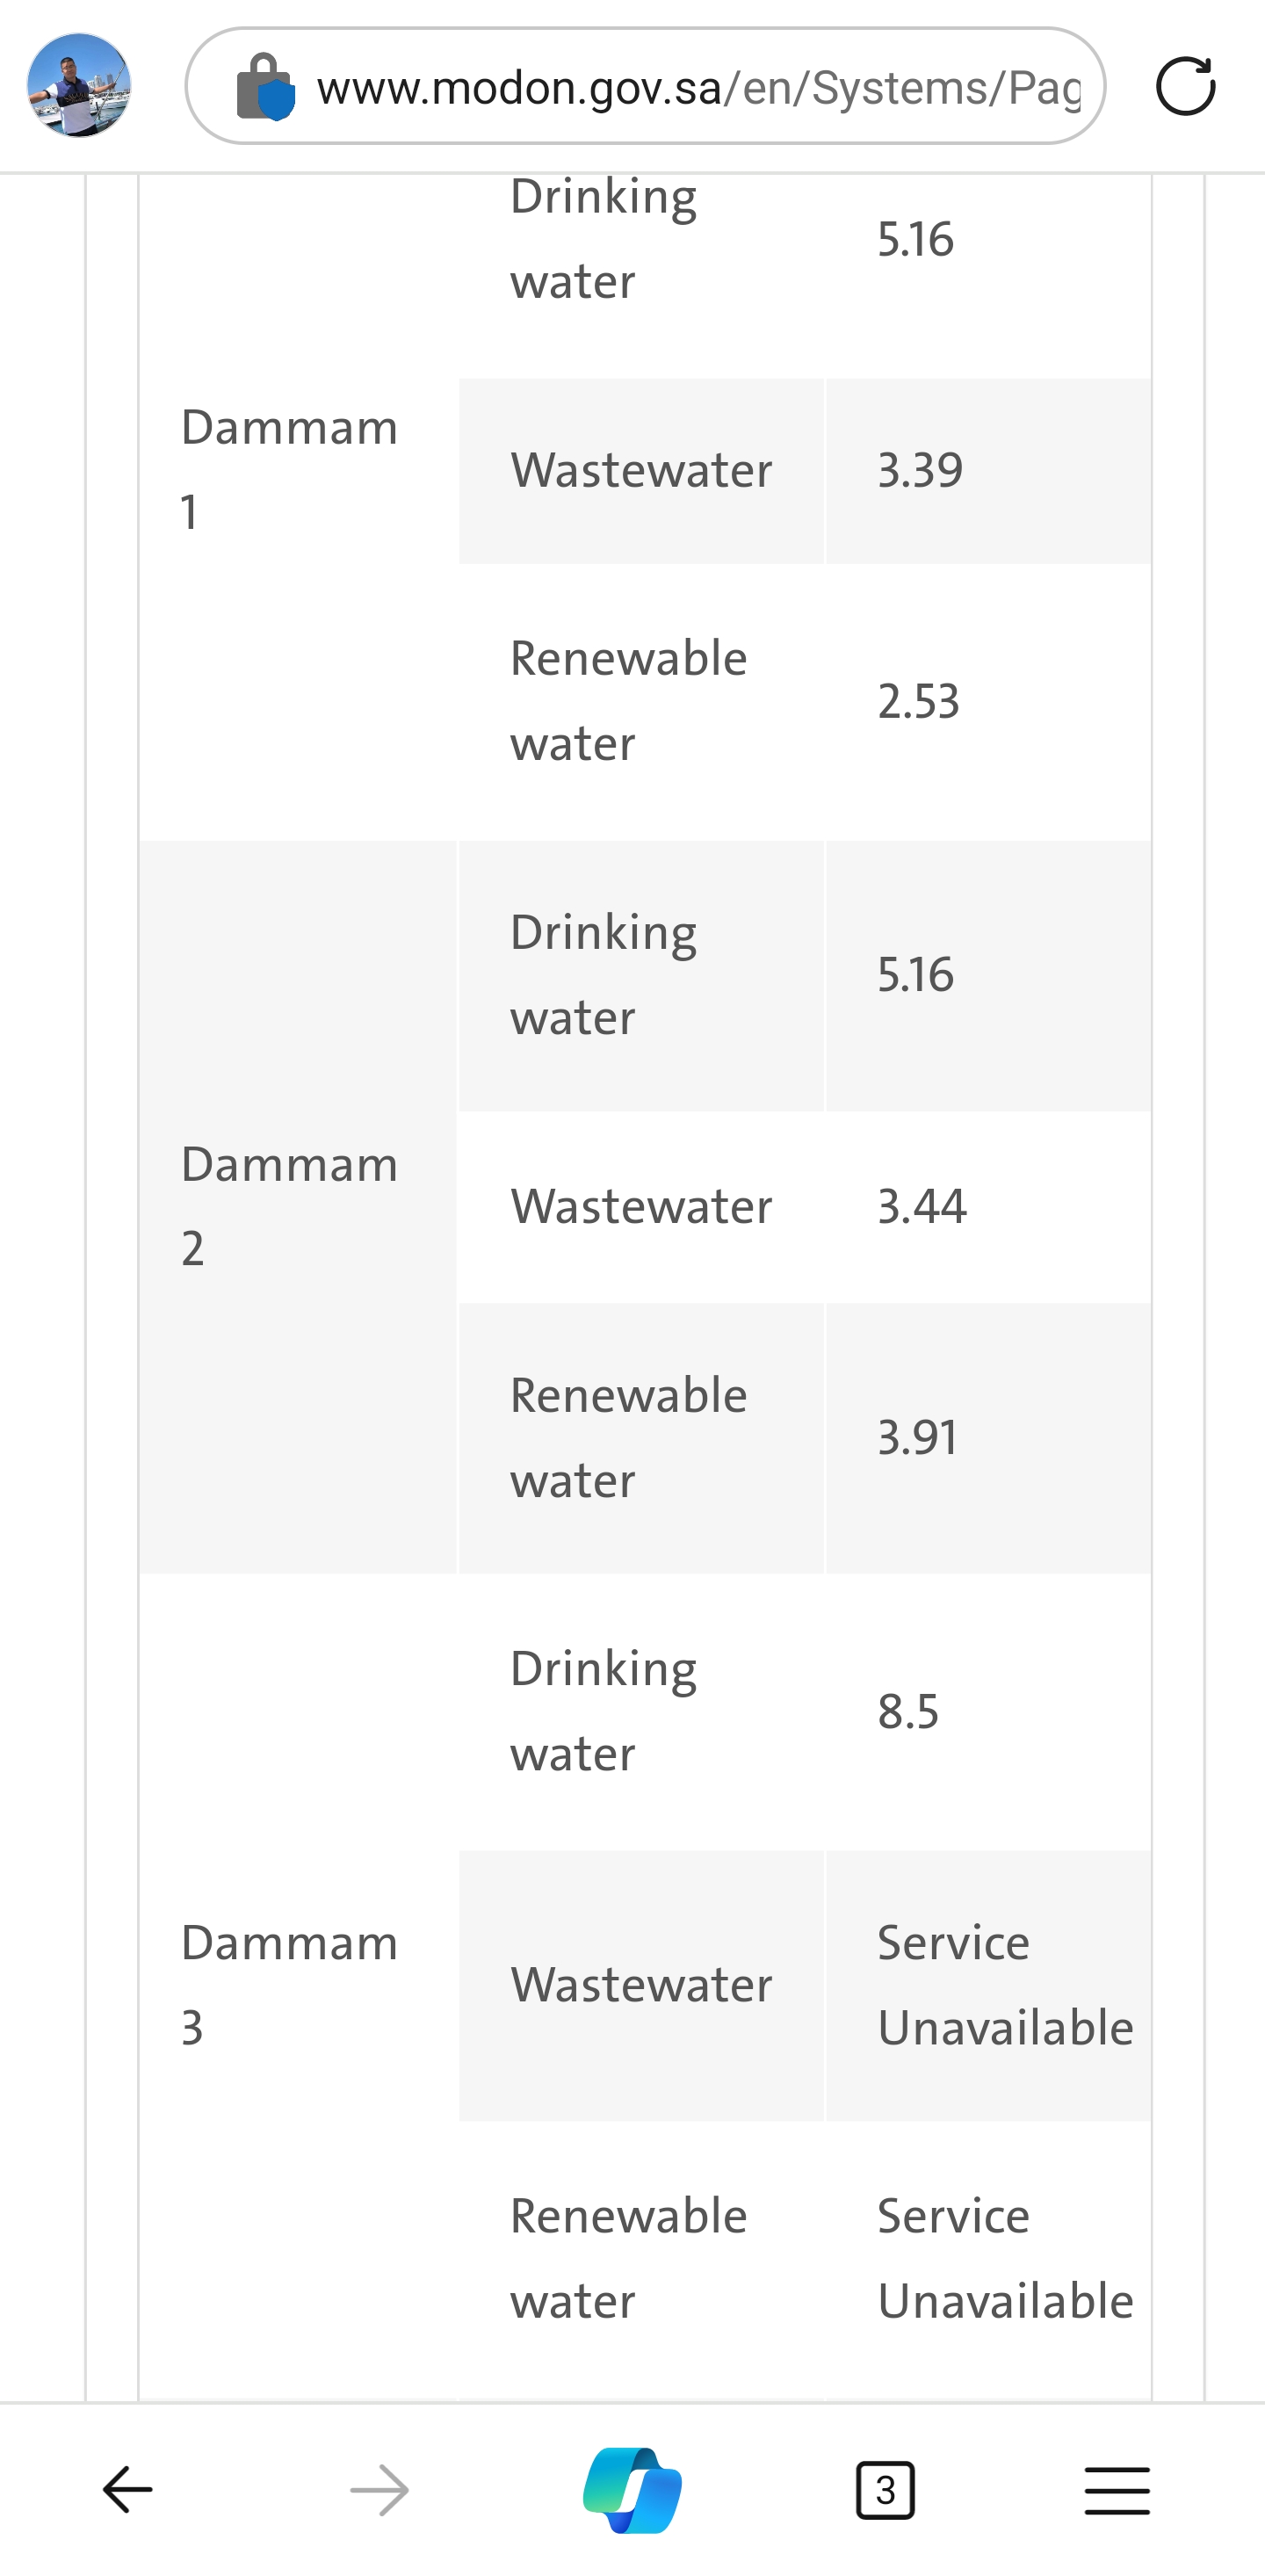 www.modon.gov.sa/en/Systems/Pag
Drinking
water
5.16
Dammam
1
Wastewater
3.39
Renewable
water
2.53
Dammam
2
Drinking
water
5.16
Wastewater
3.44
Renewable
water
3.91
Dammam
3
Drinking
water
8.5
Wastewater
Service
Unavailable
Renewable
water
Service
Unavailable
3